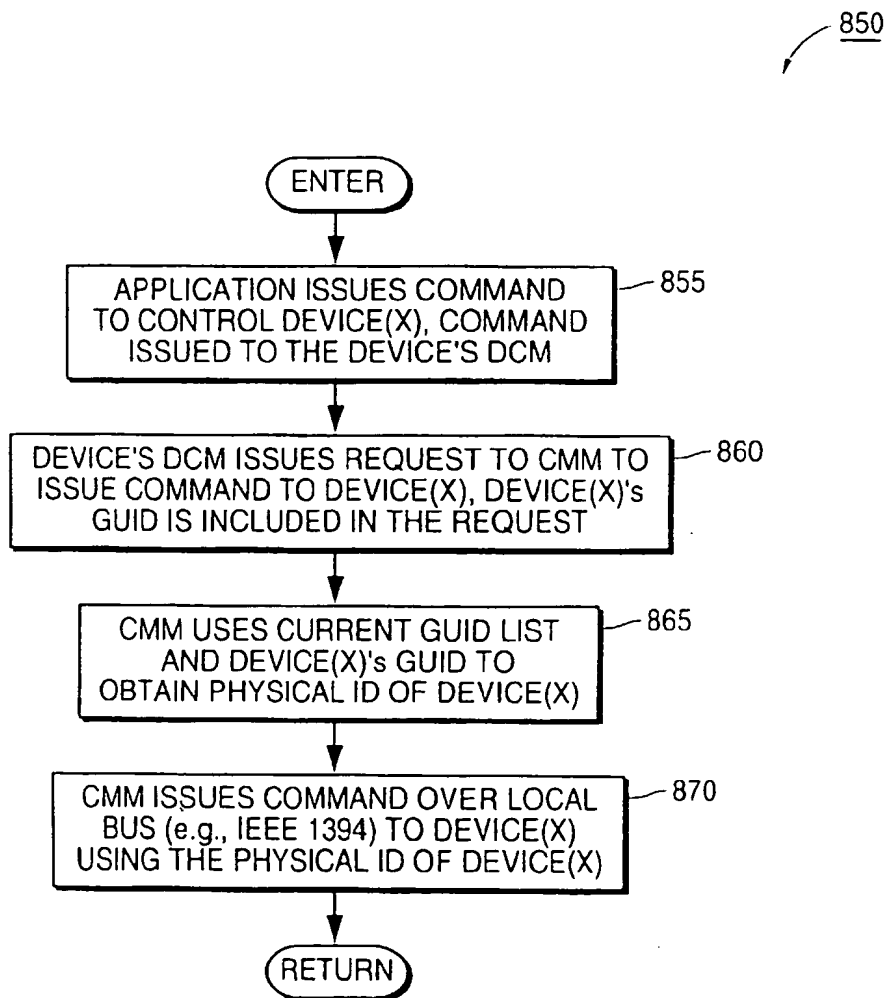 850
ENTER
APPLICATION ISSUES COMMAND
TO CONTROL DEVICE(X), COMMAND
ISSUED TO THE DEVICE'S DCM
855
DEVICE'S DCM ISSUES REQUEST TO CMM TO
ISSUE COMMAND TO DEVICE(X), DEVICE(X)'s
GUID IS INCLUDED IN THE REQUEST
860
CMM USES CURRENT GUID LIST
AND DEVICE(X)'s GUID TO
OBTAIN PHYSICAL ID OF DEVICE(X)
865
CMM ISSUES COMMAND OVER LOCAL
BUS (e.g., IEEE 1394) TO DEVICE(X)
USING THE PHYSICAL ID OF DEVICE(X)
870
RETURN